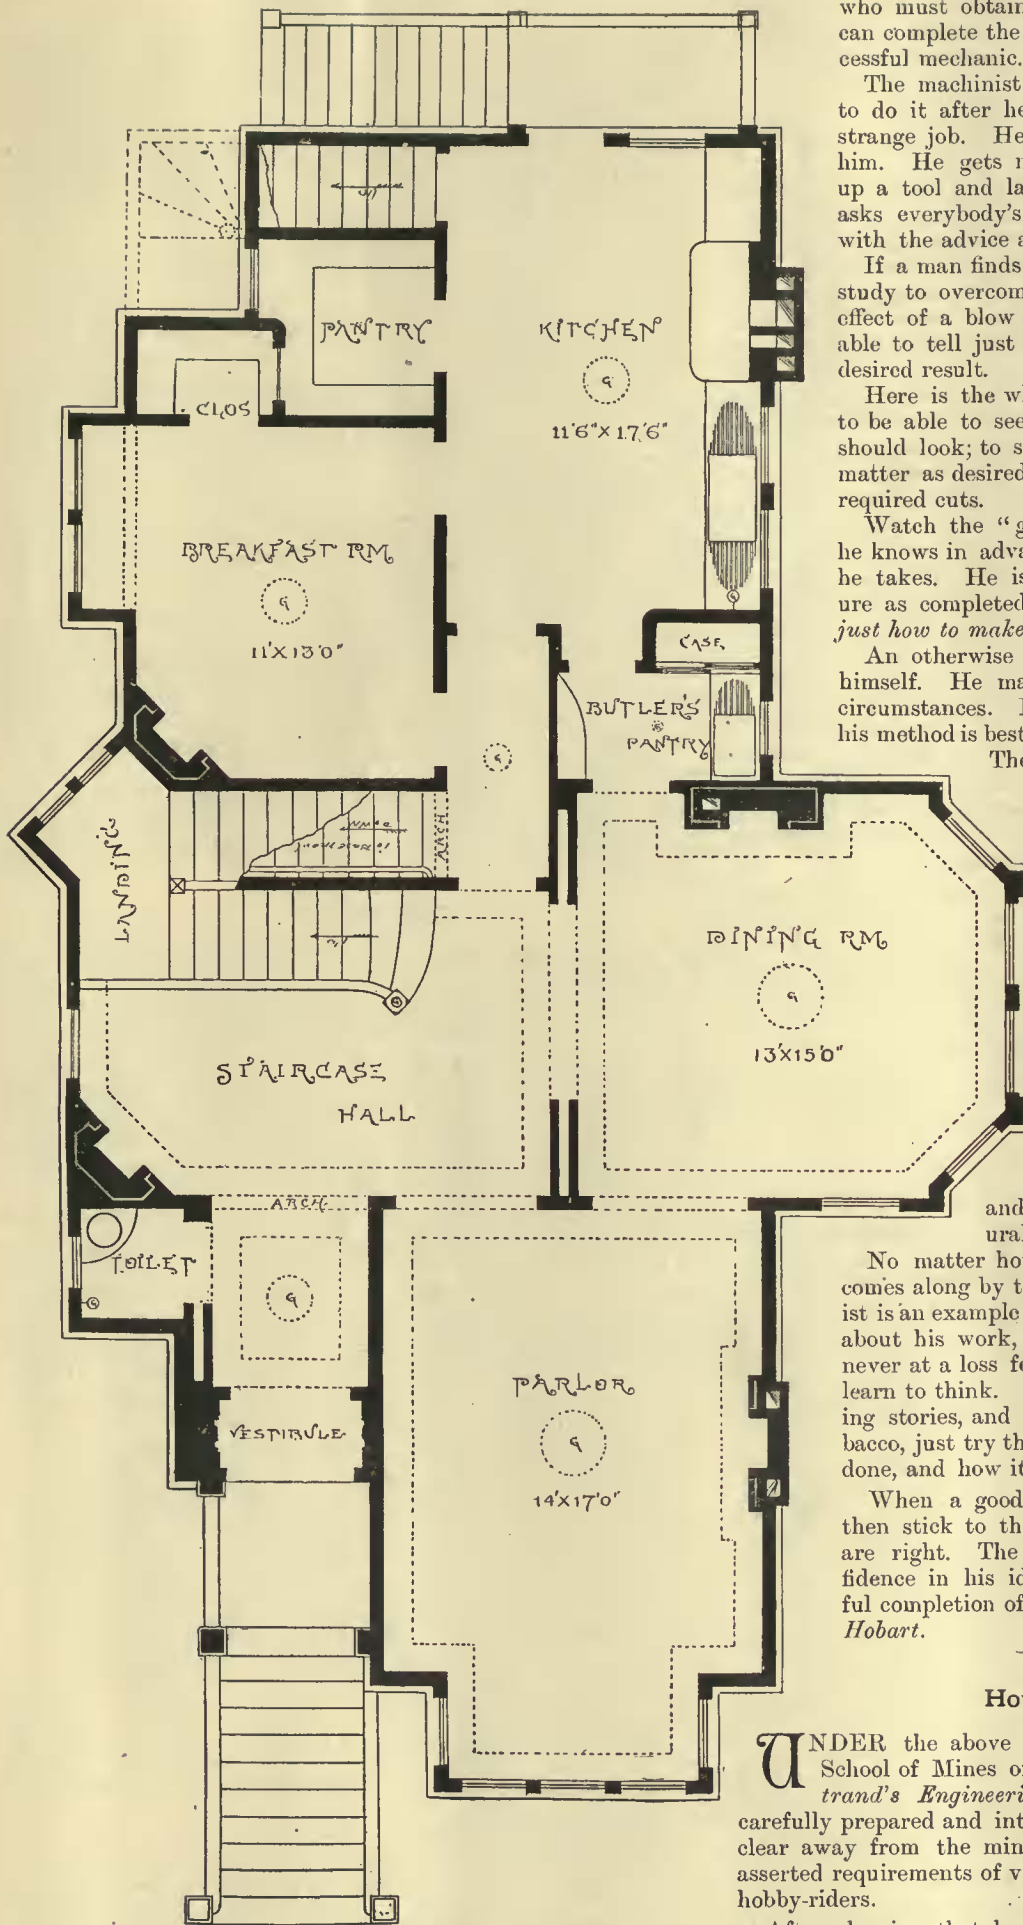 PANTRY
KITCHEN
G
11'6" X 17'6"
CLOS
BREAKFAST RM.
G
11' X 13'0"
CASE
BUTLER'S
PANTRY
G
LANDING
DOWN
ARCH
DINING RM.
G
13' X 15'0"
STAIRCASE
HALL
G
ARCH.
TOILET
G
G
VESTIBULE
PARLOR
G
14' X 17'0"
who must obtain
can complete the
cessful mechanic.
The machinist
to do it after he
strange job. He
him. He gets
up a tool and la
asks everybody's
with the advice a
If a man finds
study to overcom
effect of a blow
able to tell just
desired result.
Here is the w
to be able to see
should look; to s
matter as desired
required cuts.
Watch the "g
he knows in adva
he takes. He is
ure as completed
just how to make
An otherwise
himself. He ma
circumstances.
his method is best
The
and
ural
No matter ho
comes along by t
ist is an example
about his work,
never at a loss fo
learn to think.
ing stories, and
bacco, just try th
done, and how it
When a good
then stick to th
are right. The
fidence in his id
ful completion of
Hobart.
Ho
UNDER the above
School of Mines o
trand's Engineeri
carefully prepared and int
clear away from the min
asserted requirements of v
hobby-riders.